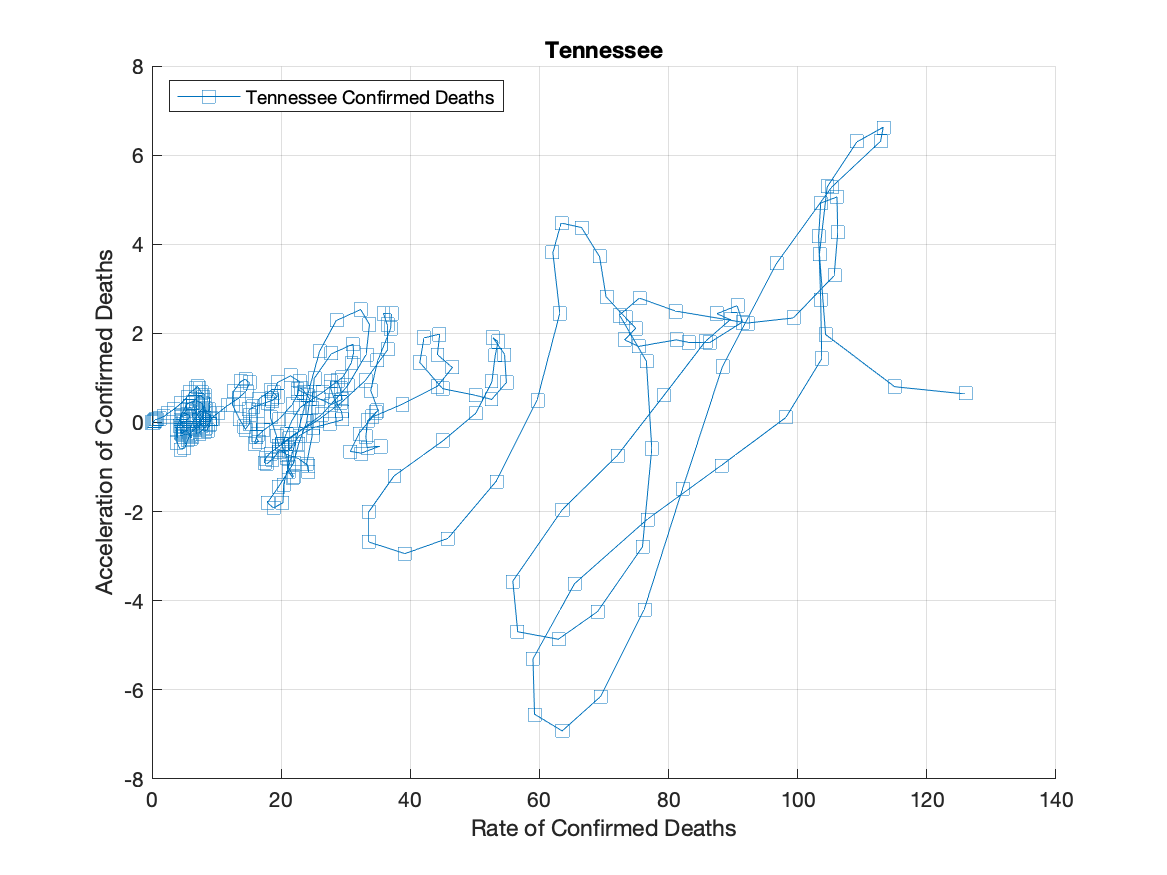 Tennessee
8
Tennessee Confirmed Deaths
6
4
2
0
-2
-4
-6
-8
Acceleration of Confirmed Deaths
0 20 40 60 80 100 120 140
Rate of Confirmed Deaths